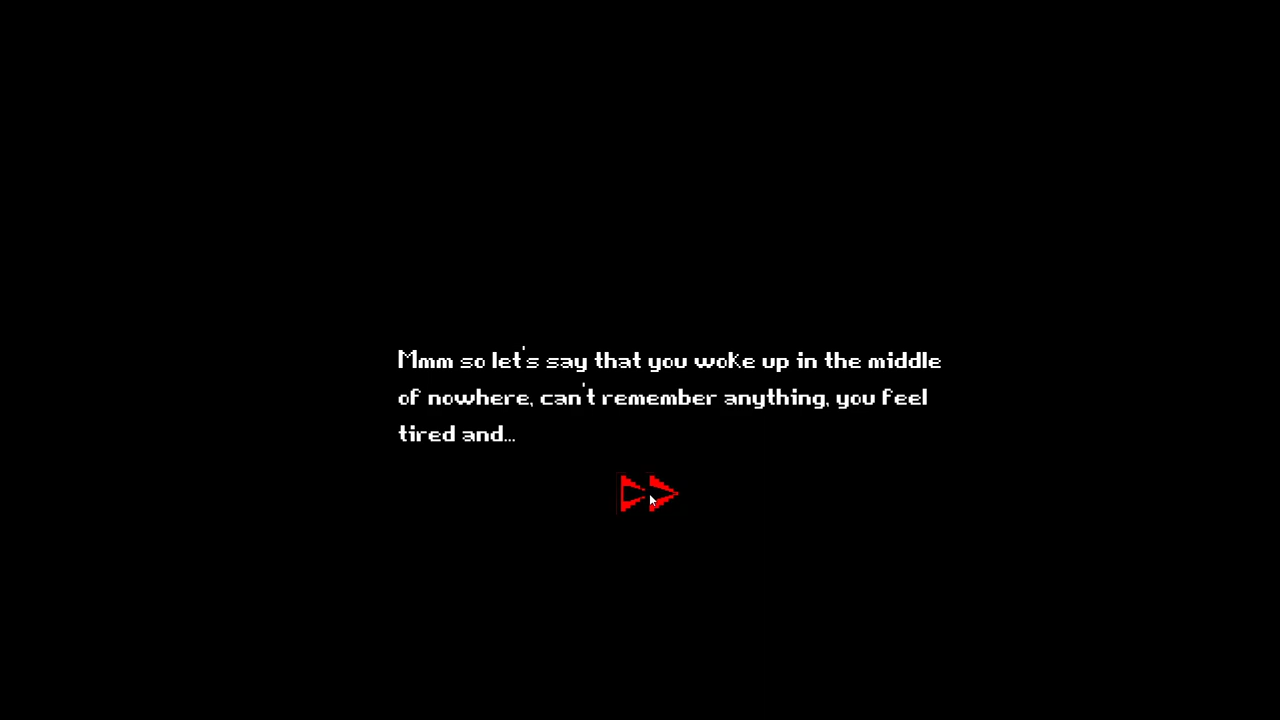 Mmm so let's say that you woke up in the middle
of nowhere, can't remember anything, you feel
tired and...